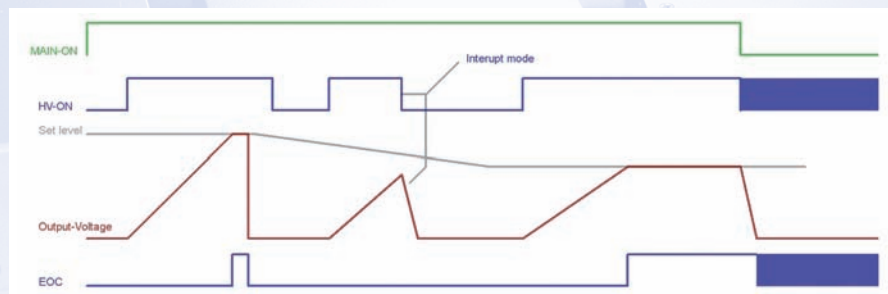 MAIN-ON
Interupt mode
HV-ON
Set level
Output-Voltage
EOC